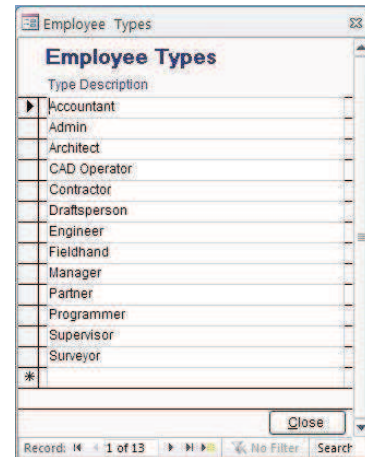 Employee Types
Employee Types
Type Description
Accountant
Admin
Architect
CAD Operator
Contractor
Draftsperson
Engineer
Fieldhand
Manager
Partner
Programmer
Supervisor
Surveyor
Close
Record: 1 of 13 No Filter Search